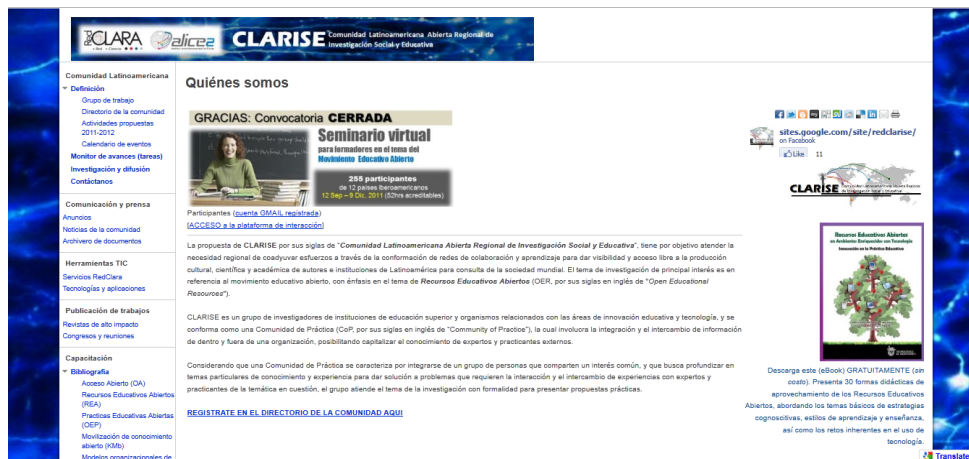 RedCLARA
alice2
CLARISE Comunidad Latinoamericana Abierta Regional de
Investigación Social y Educativa
Comunidad Latinoamericana
Definición
Grupo de trabajo
Directorio de la comunidad
Actividades propuestas
2011-2012
Calendario de eventos
Monitor de avances (tareas)
Investigación y difusión
Contáctanos
Comunicación y prensa
Anuncios
Noticias de la comunidad
Archivero de documentos
Herramientas TIC
Servicios RedClara
Tecnologías y aplicaciones
Publicación de trabajos
Revistas de alto impacto
Congresos y reuniones
Capacitación
Bibliografía
Acceso Abierto (OA)
Recursos Educativos Abiertos
(REA)
Practicas Educativas Abiertas
(OEP)
Movilización de conocimiento
abierto (KMb)
Modelos organizacionales de
Quiénes somos
GRACIAS: Convocatoria CERRADA
Seminario virtual
para formadores en el tema del
Movimiento Educativo Abierto
255 participantes
de 12 países iberoamericanos
12 Sep – 9 Dic. 2011 (52hrs acreditables)
Participantes (cuenta GMAIL registrada)
[ACCESO a la plataforma de interacción]
La propuesta de CLARISE por sus siglas de "Comunidad Latinoamericana Abierta Regional de Investigación Social y Educativa", tiene por objetivo atender la
necesidad regional de coadyuvar esfuerzos a través de la conformación de redes de colaboración y aprendizaje para dar visibilidad y acceso libre a la producción
cultural, científica y académica de autores e instituciones de Latinoamérica para consulta de la sociedad mundial. El tema de investigación de principal interés es en
referencia al movimiento educativo abierto, con énfasis en el tema de Recursos Educativos Abiertos (OER, por sus siglas en inglés de "Open Educational
Resources").
CLARISE es un grupo de investigadores de instituciones de educación superior y organismos relacionados con las áreas de innovación educativa y tecnología, y se
conforma como una Comunidad de Práctica (CoP, por sus siglas en inglés de "Community of Practice"), la cual involucra la integración y el intercambio de información
de dentro y fuera de una organización, posibilitando capitalizar el conocimiento de expertos y practicantes externos.
Considerando que una Comunidad de Práctica se caracteriza por integrarse de un grupo de personas que comparten un interés común, y que busca profundizar en
temas particulares de conocimiento y experiencia para dar solución a problemas que requieren la interacción y el intercambio de experiencias con expertos y
practicantes de la temática en cuestión, el grupo atiende el tema de la investigación con formalidad para presentar propuestas prácticas.
REGISTRATE EN EL DIRECTORIO DE LA COMUNIDAD AQUI
sites.google.com/site/redclarise/
on Facebook
Like 11
CLARISE Comunidad Latinoamericana Abierta Regional
de Investigación Social y Educativa
Recursos Educativos Abiertos
en Ambientes Enriquecidos con Tecnología
Innovación en la Práctica Educativa
Descarga este (eBook) GRATUITAMENTE (sin
costo). Presenta 30 formas didácticas de
aprovechamiento de los Recursos Educativos
Abiertos, abordando los temas básicos de estrategias
cognoscitivas, estilos de aprendizaje y enseñanza,
así como los retos inherentes en el uso de
tecnología.
Translate